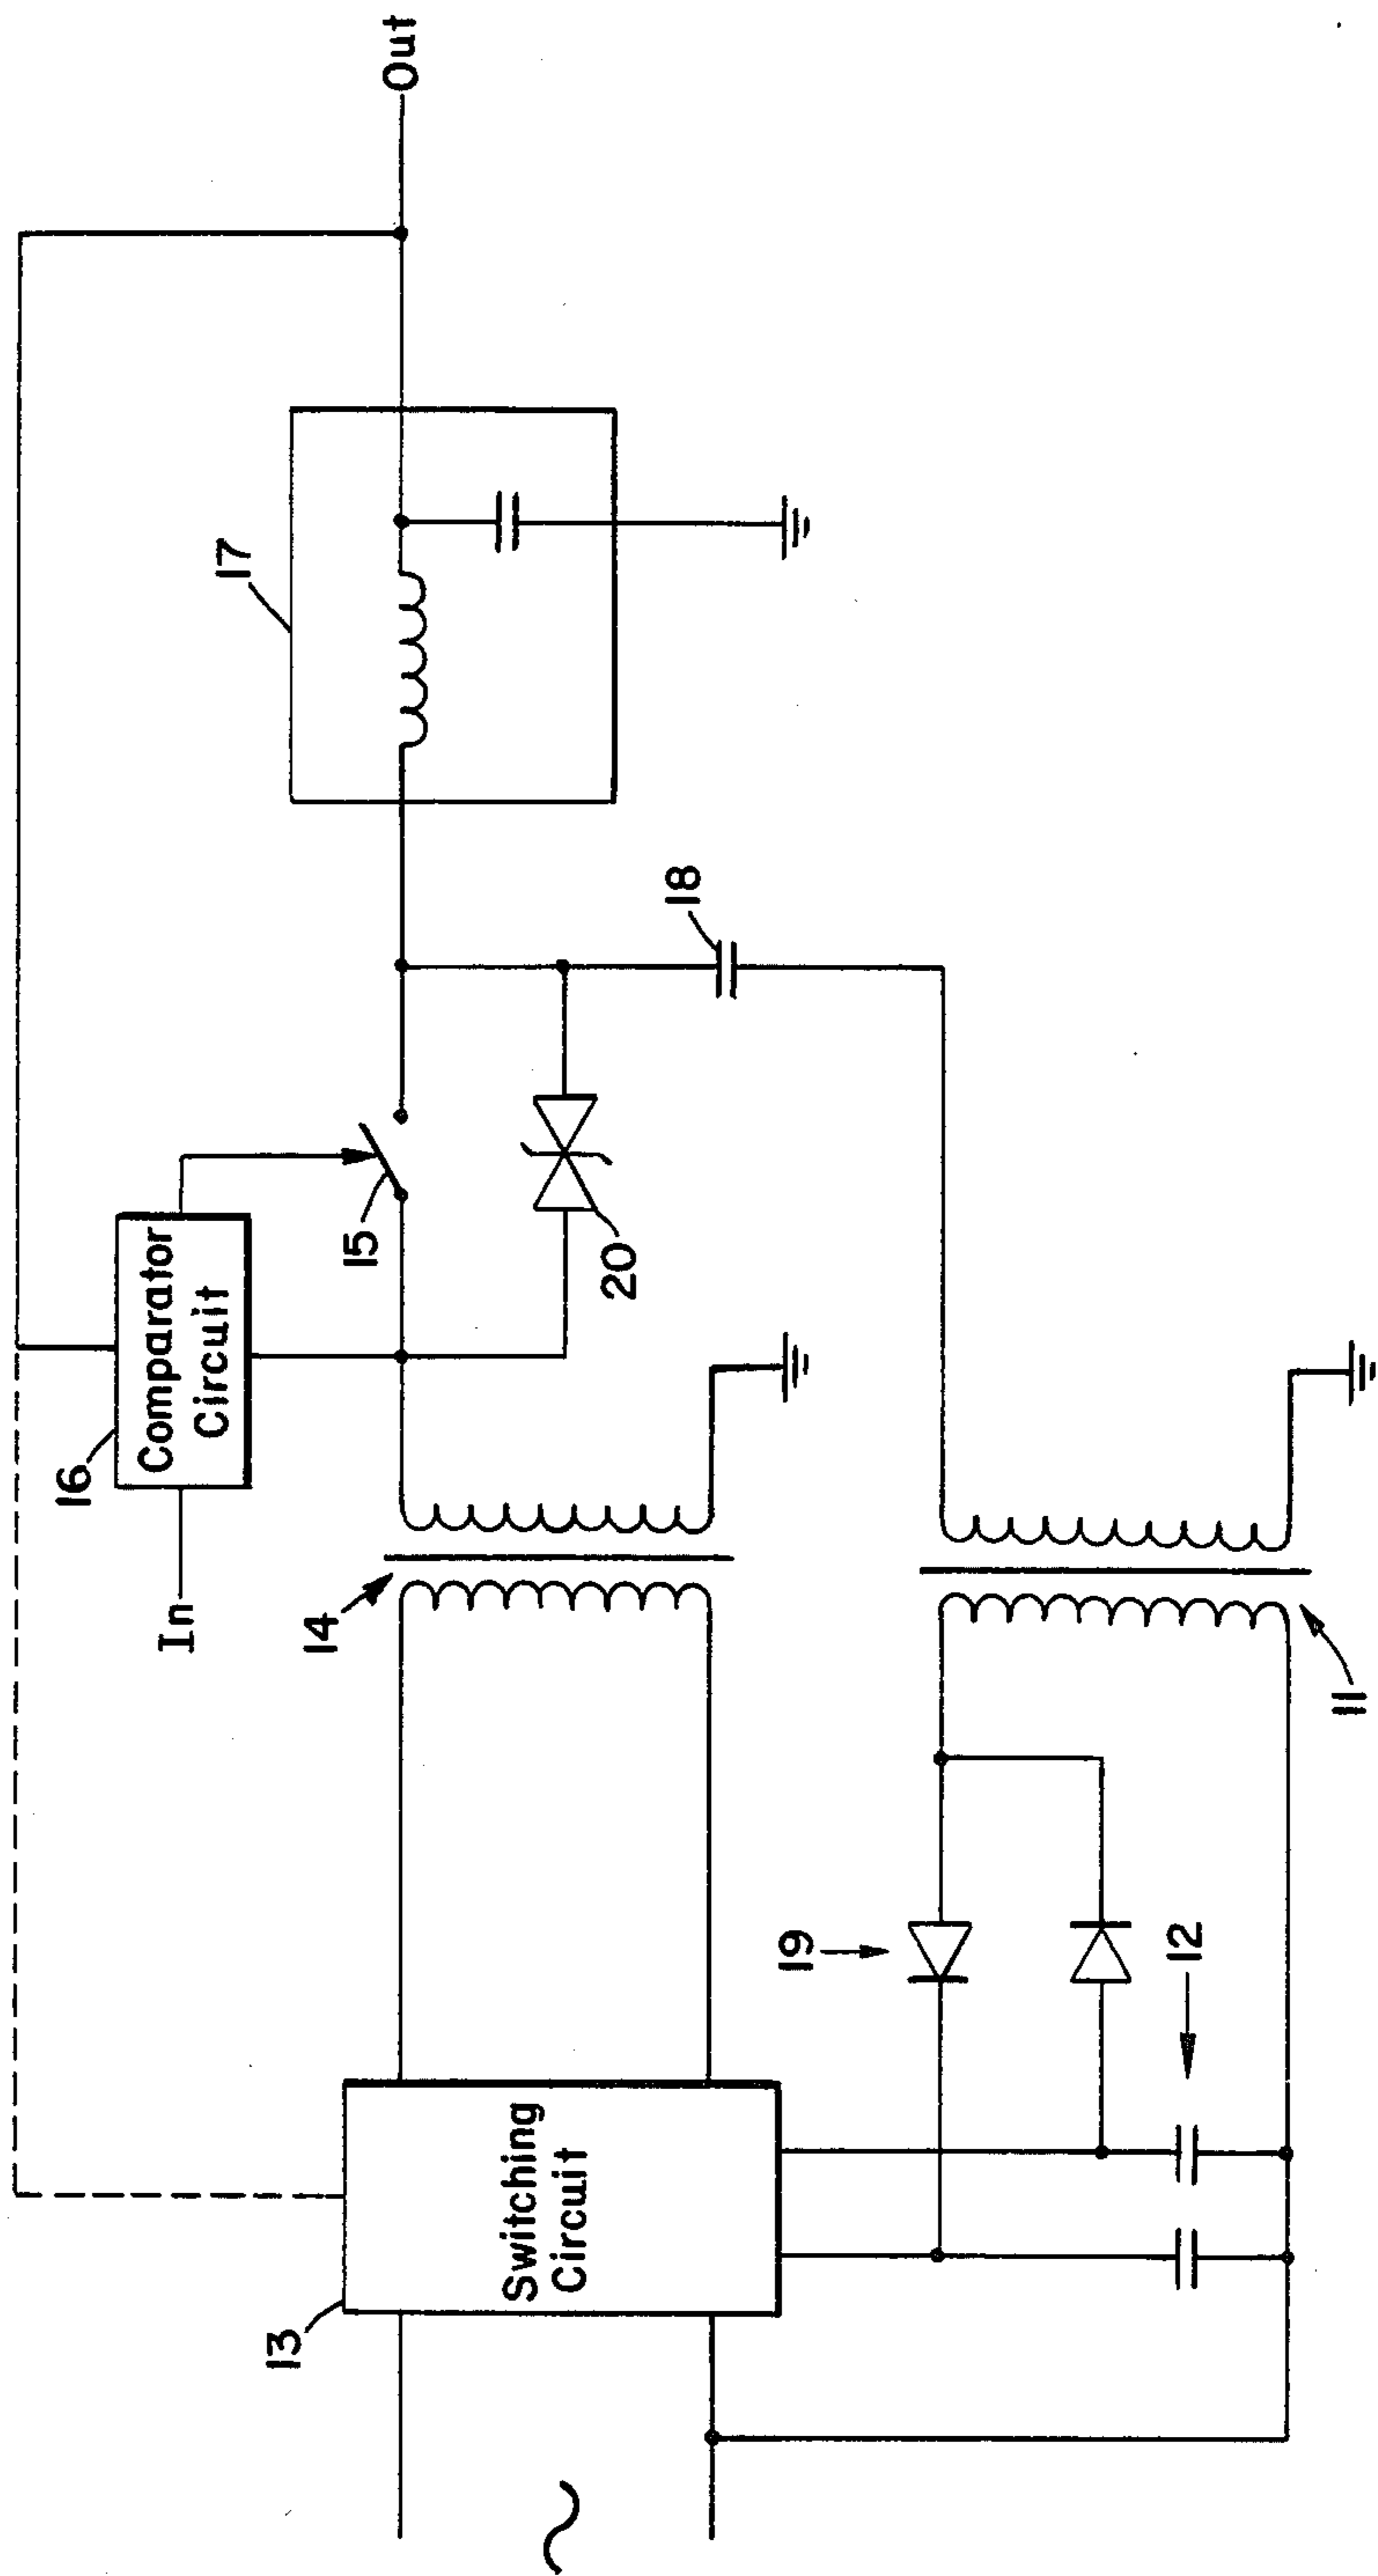 Out
17
18
16
Comparator
Circuit
15
20
In
14
11
13
Switching
Circuit
19
12